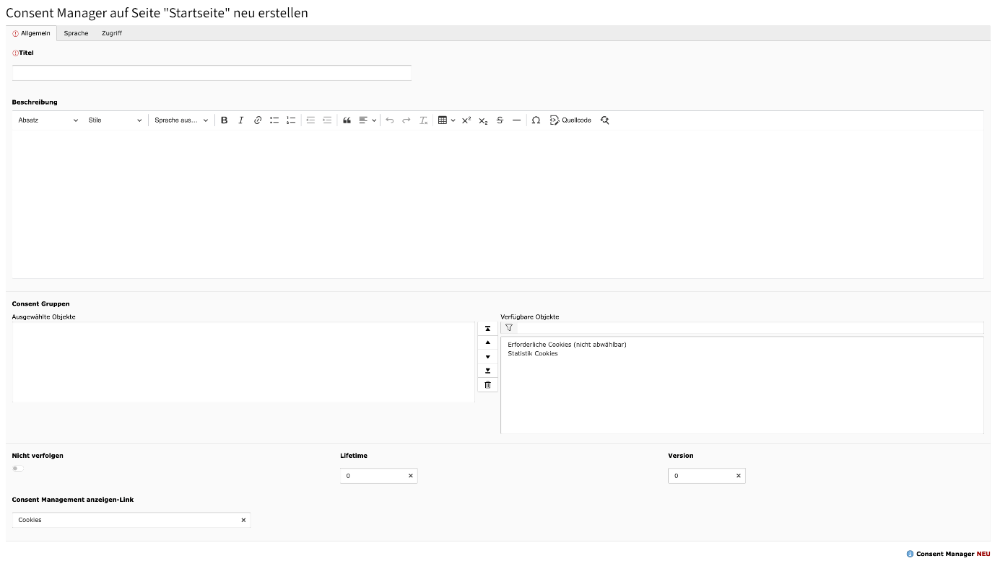 Consent Manager auf Seite "Startseite" neu erstellen
Allgemein Sprache Zugriff
Titel
Beschreibung
Absatz Stile Sprache aus... B I X² X₂ S Ω Quellcode
Consent Gruppen
Ausgewählte Objekte Verfügbare Objekte
Erforderliche Cookies (nicht abwählbar)
Statistik Cookies
Nicht verfolgen Lifetime Version
0 0
Consent Management anzeigen-Link
Cookies
Consent Manager NEU